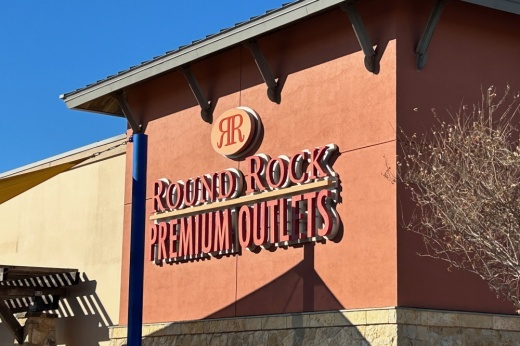 RR
ROUND ROCK
PREMIUM OUTLETS